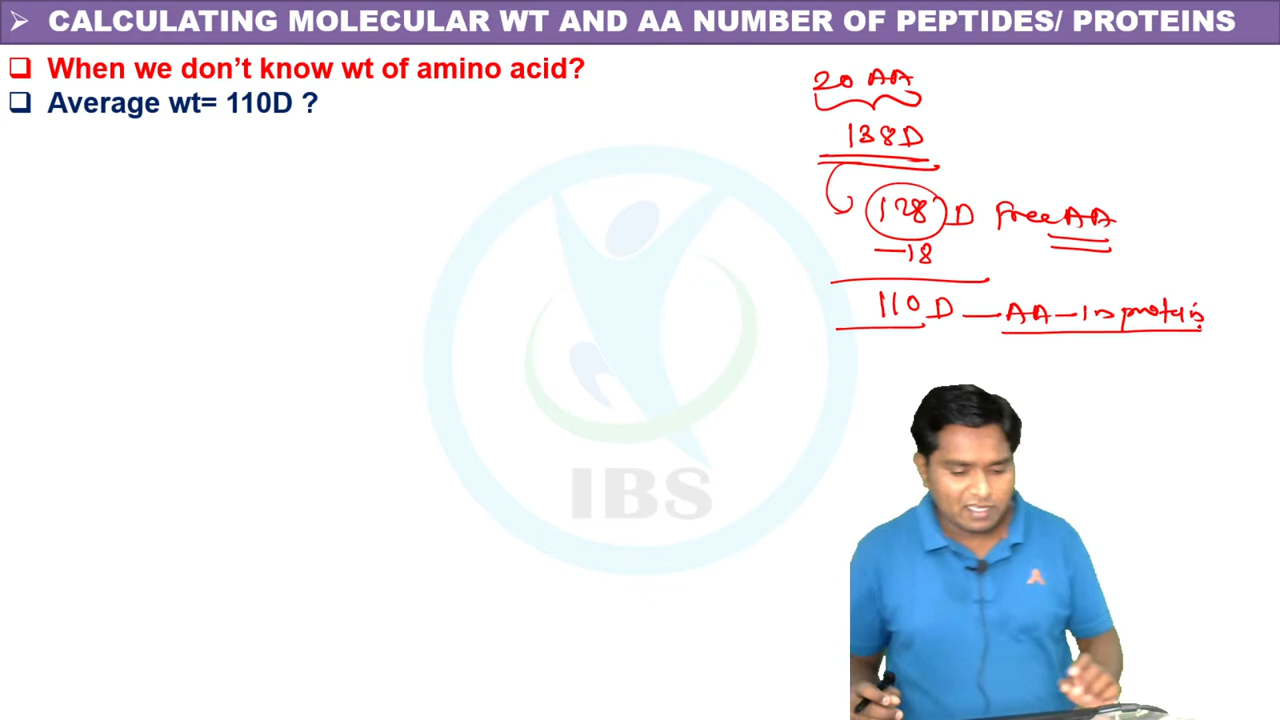 ➢ CALCULATING MOLECULAR WT AND AA NUMBER OF PEPTIDES/ PROTEINS
❑ When we don't know wt of amino acid?
❑ Average wt= 110D ?
20 AA
138D
128 D Free AA
—18
110 D — AA — In protein
IBS